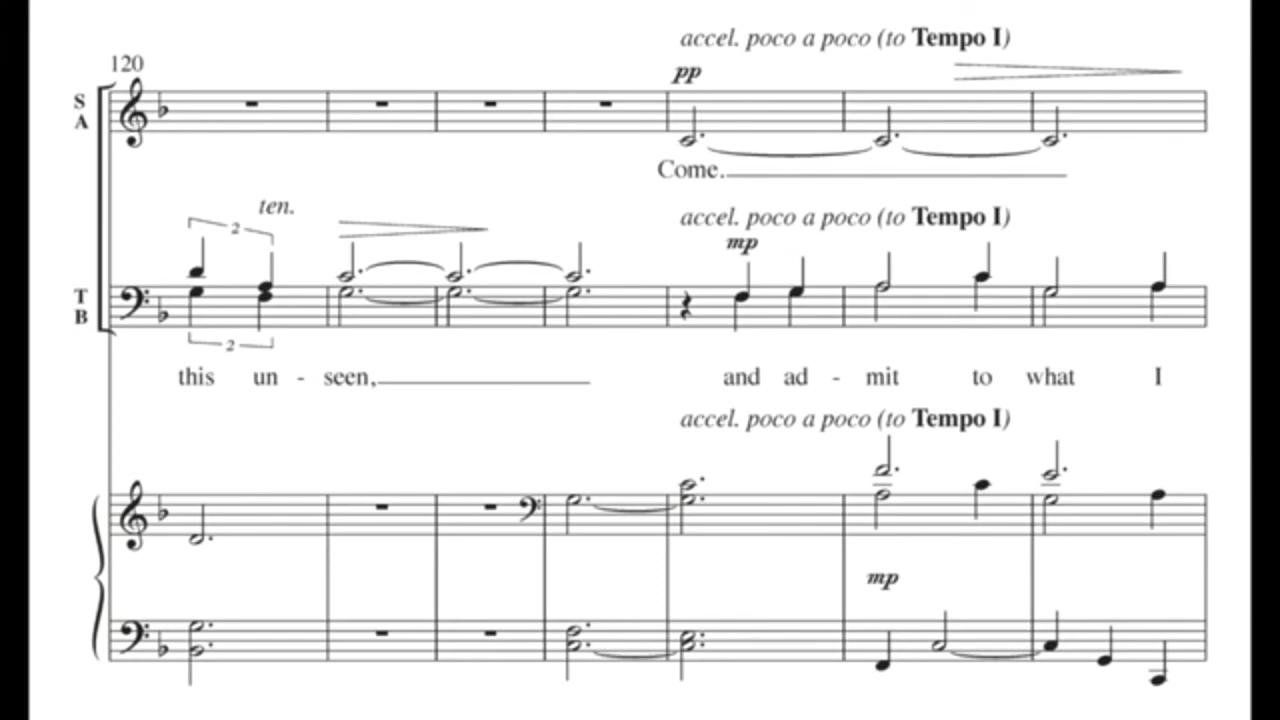 accel. poco a poco (to Tempo I)
120
pp
S
A
Come.
ten.
accel. poco a poco (to Tempo I)
2
mp
T
B
2
this un - seen, and ad - mit to what I
accel. poco a poco (to Tempo I)
mp